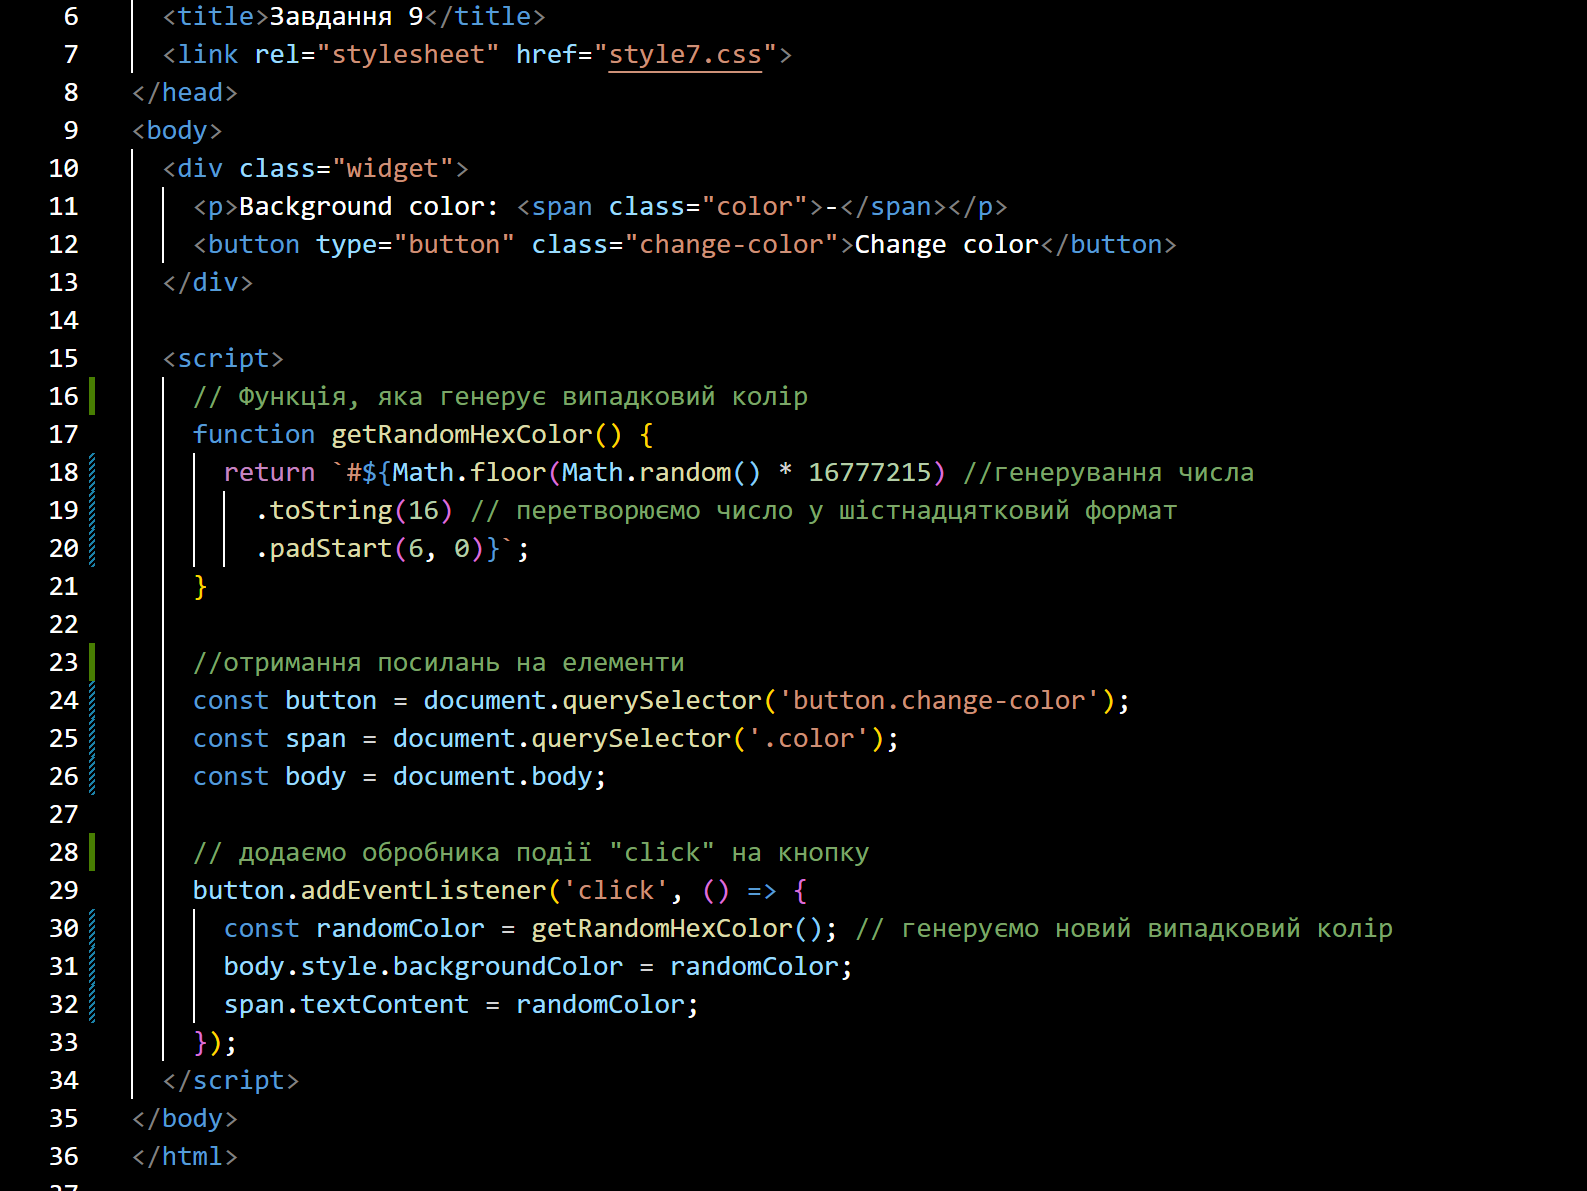 6 <title>Завдання 9</title>
7 <link rel="stylesheet" href="style7.css">
8 </head>
9 <body>
10 <div class="widget">
11 <p>Background color: <span class="color">-</span></p>
12 <button type="button" class="change-color">Change color</button>
13 </div>
14
15 <script>
16 // Функція, яка генерує випадковий колір
17 function getRandomHexColor() {
18 return `#${Math.floor(Math.random() * 16777215) //генерування числа
19 .toString(16) // перетворюємо число у шістнадцятковий формат
20 .padStart(6, 0)}`;
21 }
22
23 //отримання посилань на елементи
24 const button = document.querySelector('button.change-color');
25 const span = document.querySelector('.color');
26 const body = document.body;
27
28 // додаємо обробника події "click" на кнопку
29 button.addEventListener('click', () => {
30 const randomColor = getRandomHexColor(); // генеруємо новий випадковий колір
31 body.style.backgroundColor = randomColor;
32 span.textContent = randomColor;
33 });
34 </script>
35 </body>
36 </html>
37